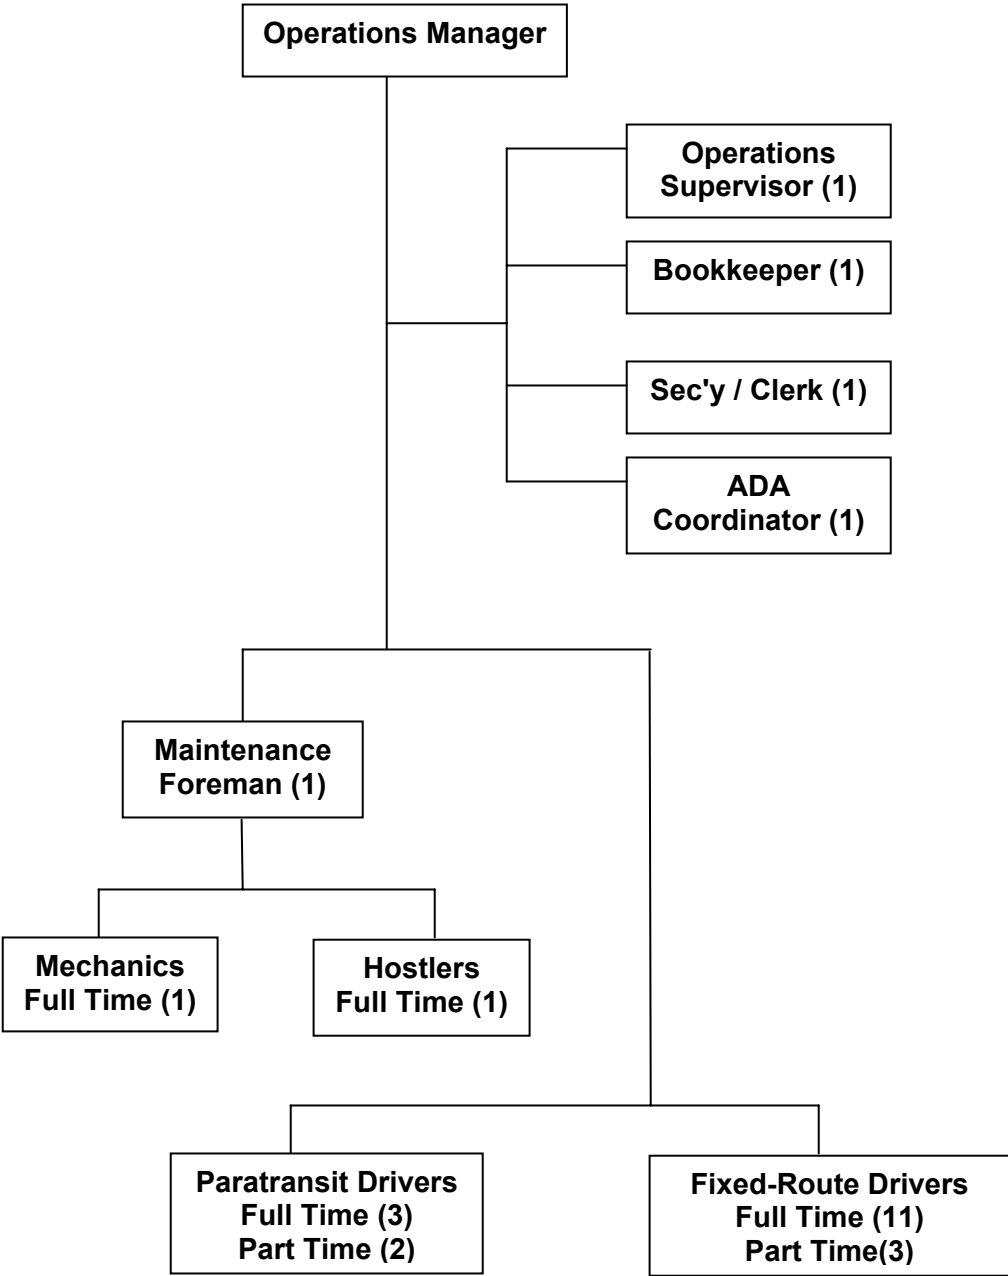 Operations Manager
Operations
Supervisor (1)
Bookkeeper (1)
Sec'y / Clerk (1)
ADA
Coordinator (1)
Maintenance
Foreman (1)
Mechanics
Full Time (1)
Hostlers
Full Time (1)
Paratransit Drivers
Full Time (3)
Part Time (2)
Fixed-Route Drivers
Full Time (11)
Part Time(3)